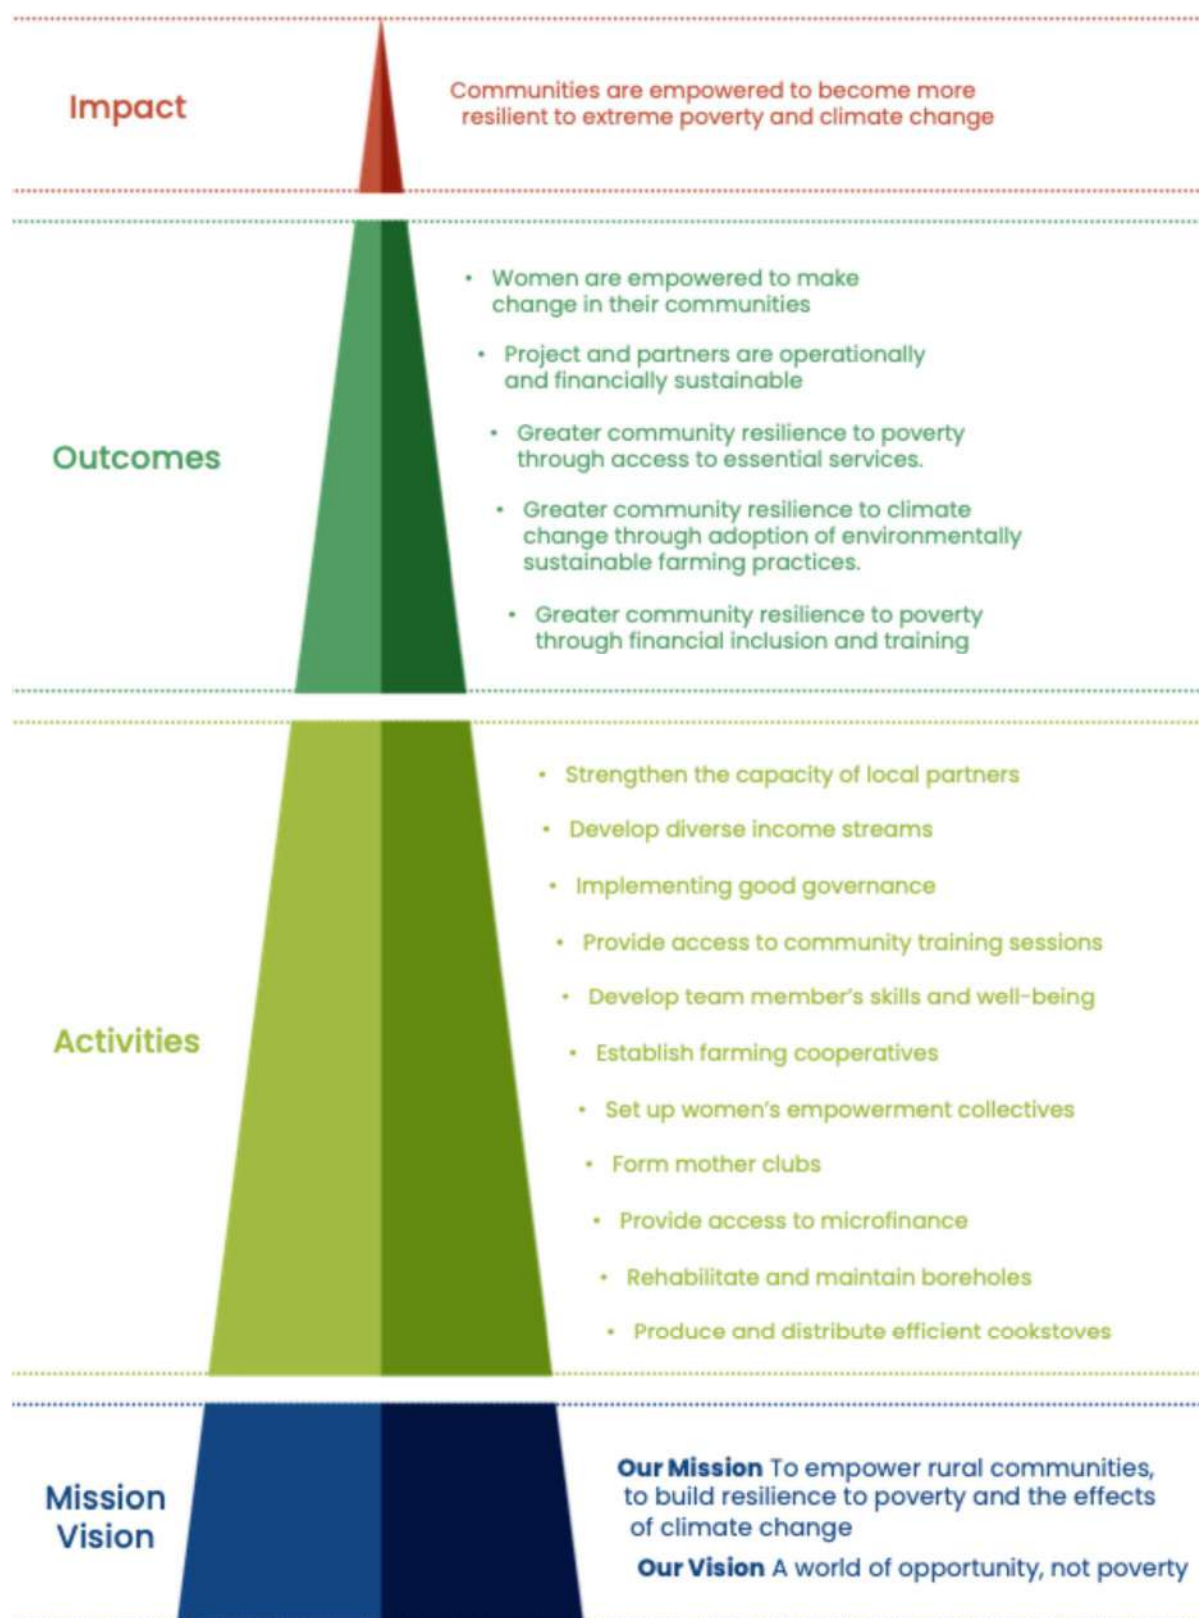 Impact
Communities are empowered to become more
resilient to extreme poverty and climate change
Outcomes
• Women are empowered to make
change in their communities
• Project and partners are operationally
and financially sustainable
• Greater community resilience to poverty
through access to essential services.
• Greater community resilience to climate
change through adoption of environmentally
sustainable farming practices.
• Greater community resilience to poverty
through financial inclusion and training
Activities
• Strengthen the capacity of local partners
• Develop diverse income streams
• Implementing good governance
• Provide access to community training sessions
• Develop team member's skills and well-being
• Establish farming cooperatives
• Set up women's empowerment collectives
• Form mother clubs
• Provide access to microfinance
• Rehabilitate and maintain boreholes
• Produce and distribute efficient cookstoves
Mission
Vision
Our Mission To empower rural communities,
to build resilience to poverty and the effects
of climate change
Our Vision A world of opportunity, not poverty